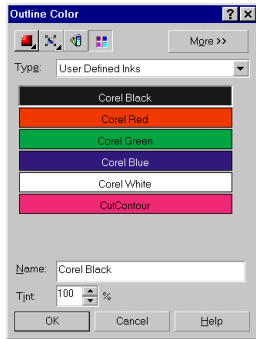 Outline Color
? ×
More >>
Type: User Defined Inks
Corel Black
Corel Red
Corel Green
Corel Blue
Corel White
CutContour
Name: Corel Black
Tint: 100 %
OK Cancel Help